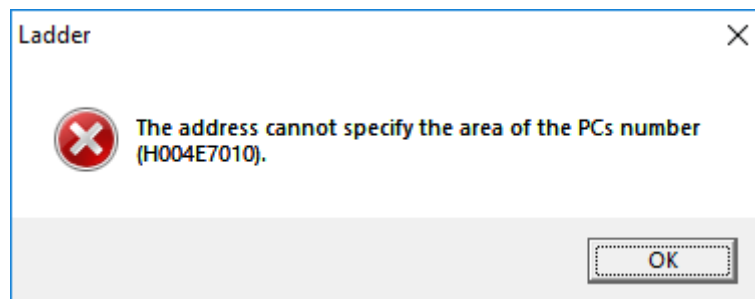 Ladder
The address cannot specify the area of the PCs number
(H004E7010).
OK